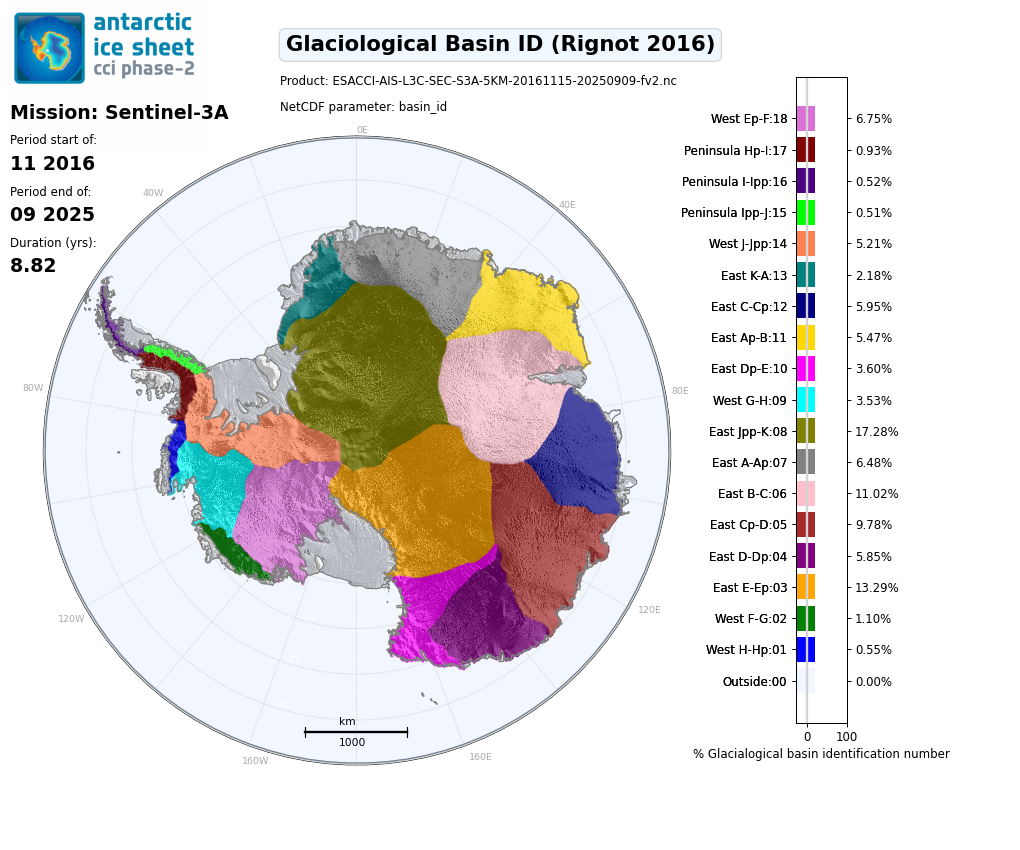 antarctic
ice sheet
cci phase-2
Glaciological Basin ID (Rignot 2016)
Product: ESACCI-AIS-L3C-SEC-S3A-5KM-20161115-20250909-fv2.nc
NetCDF parameter: basin_id
Mission: Sentinel-3A
Period start of:
11 2016
Period end of:
09 2025
Duration (yrs):
8.82
0E
40W
40E
80W
80E
120W
120E
160W
160E
km
1000
West Ep-F:18 6.75%
Peninsula Hp-I:17 0.93%
Peninsula I-Ipp:16 0.52%
Peninsula Ipp-J:15 0.51%
West J-Jpp:14 5.21%
East K-A:13 2.18%
East C-Cp:12 5.95%
East Ap-B:11 5.47%
East Dp-E:10 3.60%
West G-H:09 3.53%
East Jpp-K:08 17.28%
East A-Ap:07 6.48%
East B-C:06 11.02%
East Cp-D:05 9.78%
East D-Dp:04 5.85%
East E-Ep:03 13.29%
West F-G:02 1.10%
West H-Hp:01 0.55%
Outside:00 0.00%
0 100
% Glacialogical basin identification number